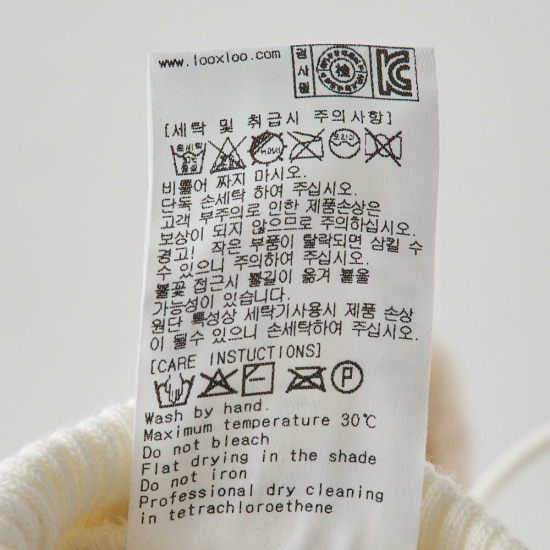 www.looxloo.com
검사필
KC
[세탁 및 취급시 주의사항]
손세탁
비틀어 짜지 마시오.
단독 손세탁 하여 주십시오.
고객 부주의로 인한 제품손상은
보상이 되지 않으므로 주의하십시오.
경고! 작은 부품이 탈락되면 삼킬 수
수 있으니 주의하여 주십시오.
불꽃 접근시 불길이 옮겨 붙을
가능성이 있습니다.
원단 특성상 세탁기사용시 제품 손상
이 될수 있으니 손세탁하여 주십시오.
[CARE INSTUCTIONS]
P
Wash by hand.
Maximum temperature 30℃
Do not bleach
Flat drying in the shade
Do not iron
Professional dry cleaning
in tetrachloroethene